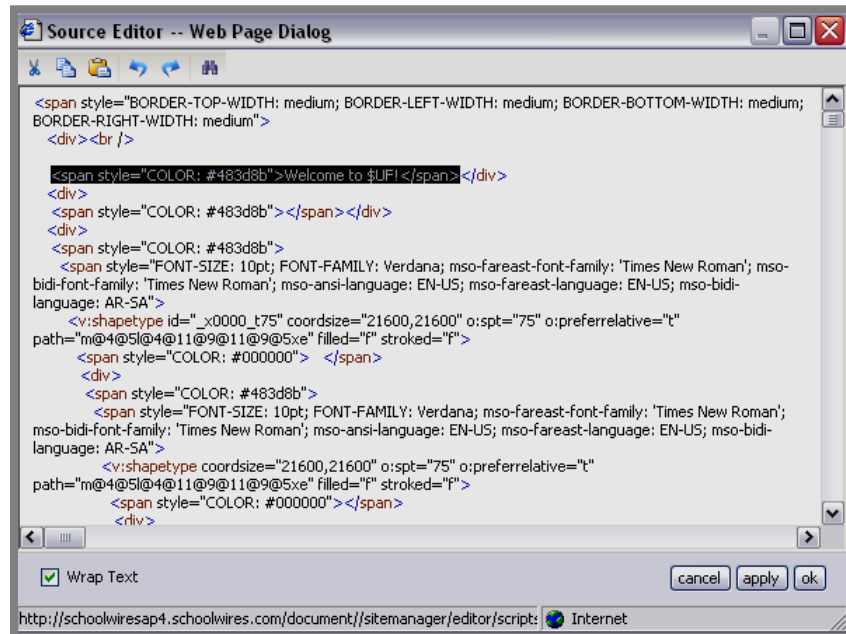 Source Editor -- Web Page Dialog
<span style="BORDER-TOP-WIDTH: medium; BORDER-LEFT-WIDTH: medium; BORDER-BOTTOM-WIDTH: medium;
BORDER-RIGHT-WIDTH: medium">
<div><br />
<span style="COLOR: #483d8b">Welcome to $UF!</span></div>
<div>
<span style="COLOR: #483d8b"></span></div>
<div>
<span style="COLOR: #483d8b">
<span style="FONT-SIZE: 10pt; FONT-FAMILY: Verdana; mso-fareast-font-family: 'Times New Roman'; mso-
bidi-font-family: 'Times New Roman'; mso-ansi-language: EN-US; mso-fareast-language: EN-US; mso-bidi-
language: AR-SA">
<v:shapetype id="_x0000_t75" coordsize="21600,21600" o:spt="75" o:preferrelative="t"
path="m@4@5l@4@11@9@11@9@5xe" filled="f" stroked="f">
<span style="COLOR: #000000">  </span>
<div>
<span style="COLOR: #483d8b">
<span style="FONT-SIZE: 10pt; FONT-FAMILY: Verdana; mso-fareast-font-family: 'Times New Roman';
mso-bidi-font-family: 'Times New Roman'; mso-ansi-language: EN-US; mso-fareast-language: EN-US; mso-bidi-
language: AR-SA">
<v:shapetype coordsize="21600,21600" o:spt="75" o:preferrelative="t"
path="m@4@5l@4@11@9@11@9@5xe" filled="f" stroked="f">
<span style="COLOR: #000000"></span>
<div>
Wrap Text cancel apply ok
http://schoolwiresap4.schoolwires.com/document//sitemanager/editor/scripts Internet